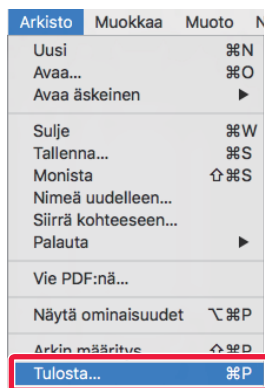 Arkisto Muokkaa Muoto N
Uusi ⌘N
Avaa... ⌘O
Avaa äskeinen ▶
Sulje ⌘W
Tallenna... ⌘S
Monista ⇧⌘S
Nimeä uudelleen...
Siirrä kohteeseen...
Palauta ▶
Vie PDF:nä...
Näytä ominaisuudet ⌥⌘P
Arkin määritys ⇧⌘P
Tulosta... ⌘P